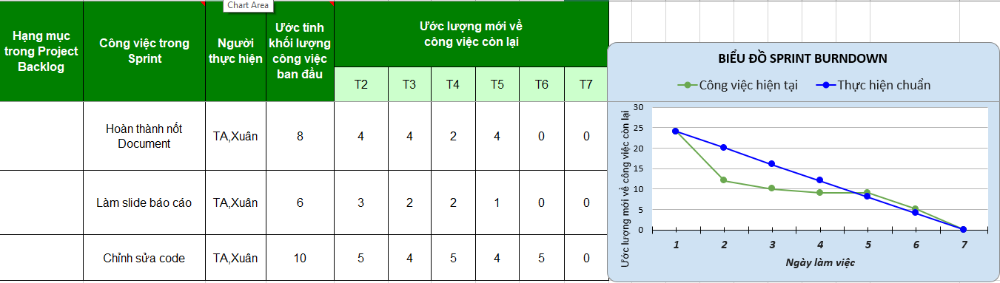 Chart Area
Hạng mục
trong Project
Backlog
Công việc trong
Sprint
Người
thực hiện
Ước tính
khối lượng
công việc
ban đầu
Ước lượng mới về
công việc còn lại
T2 T3 T4 T5 T6 T7
Hoàn thành nốt
Document
TA,Xuân 8 4 4 2 4 0 0
Làm slide báo cáo TA,Xuân 6 3 2 2 1 0 0
Chỉnh sửa code TA,Xuân 10 5 4 5 4 5 0
BIỂU ĐỒ SPRINT BURNDOWN
Công việc hiện tại Thực hiện chuẩn
Ước lượng mới về công việc còn lại
30
25
20
15
10
5
0
1 2 3 4 5 6 7
Ngày làm việc